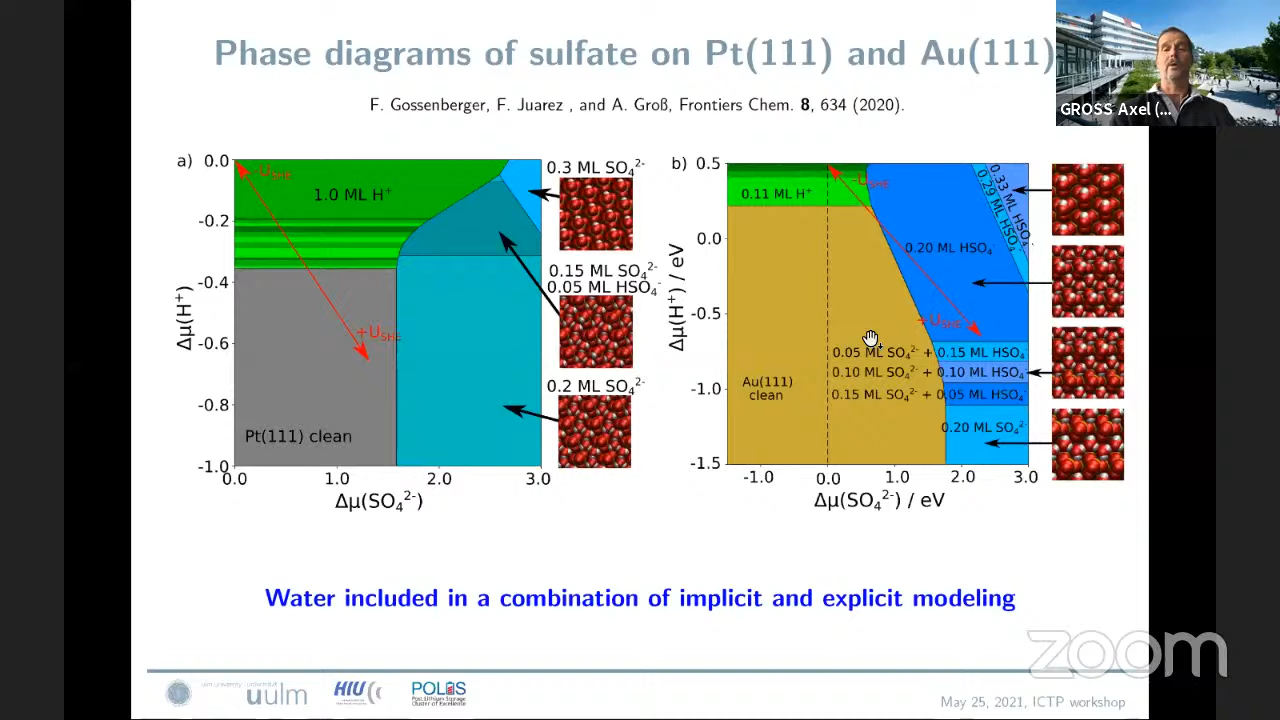 Phase diagrams of sulfate on Pt(111) and Au(111)
F. Gossenberger, F. Juarez , and A. Groß, Frontiers Chem. 8, 634 (2020).
GROSS Axel (...
a)
0.0
-0.2
-0.4
-0.6
-0.8
-1.0
Δμ(H⁺)
-U_SHE
1.0 ML H⁺
+U_SHE
Pt(111) clean
0.0
1.0
2.0
3.0
Δμ(SO₄²⁻)
0.3 ML SO₄²⁻
0.15 ML SO₄²⁻
0.05 ML HSO₄⁻
0.2 ML SO₄²⁻
b)
0.5
0.0
-0.5
-1.0
-1.5
Δμ(H⁺) / eV
0.11 ML H⁺
-U_SHE
0.33 ML HSO₄⁻
0.29 ML HSO₄⁻
0.20 ML HSO₄⁻
+U_SHE
0.05 ML SO₄²⁻ + 0.15 ML HSO₄⁻
0.10 ML SO₄²⁻ + 0.10 ML HSO₄⁻
0.15 ML SO₄²⁻ + 0.05 ML HSO₄⁻
0.20 ML SO₄²⁻
Au(111)
clean
-1.0
0.0
1.0
2.0
3.0
Δμ(SO₄²⁻) / eV
Water included in a combination of implicit and explicit modeling
zoom
uulm
HIU
POLiS
Post Lithium Storage
Cluster of Excellence
May 25, 2021, ICTP workshop